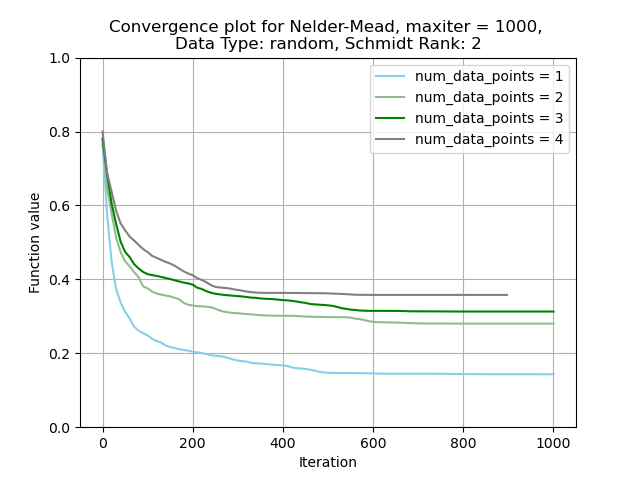 Convergence plot for Nelder-Mead, maxiter = 1000,
Data Type: random, Schmidt Rank: 2
num_data_points = 1
num_data_points = 2
num_data_points = 3
num_data_points = 4
Function value
1.0
0.8
0.6
0.4
0.2
0.0
0 200 400 600 800 1000
Iteration